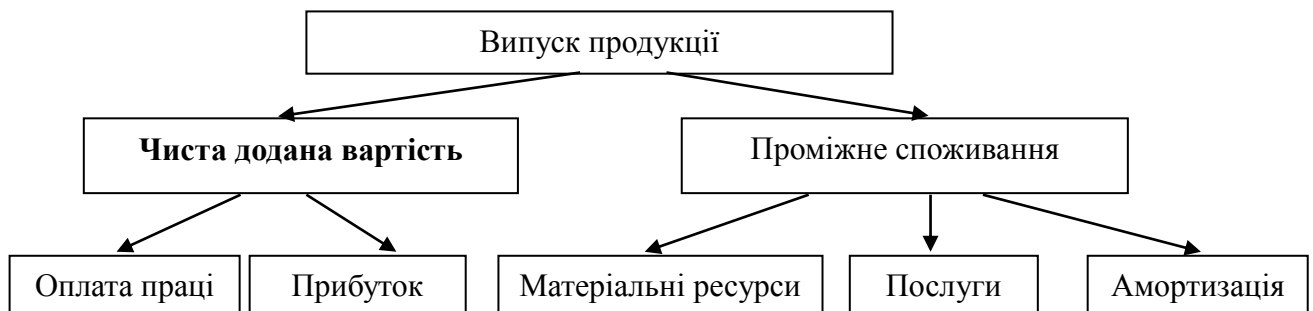 Випуск продукції
Чиста додана вартість
Проміжне споживання
Оплата праці
Прибуток
Матеріальні ресурси
Послуги
Амортизація